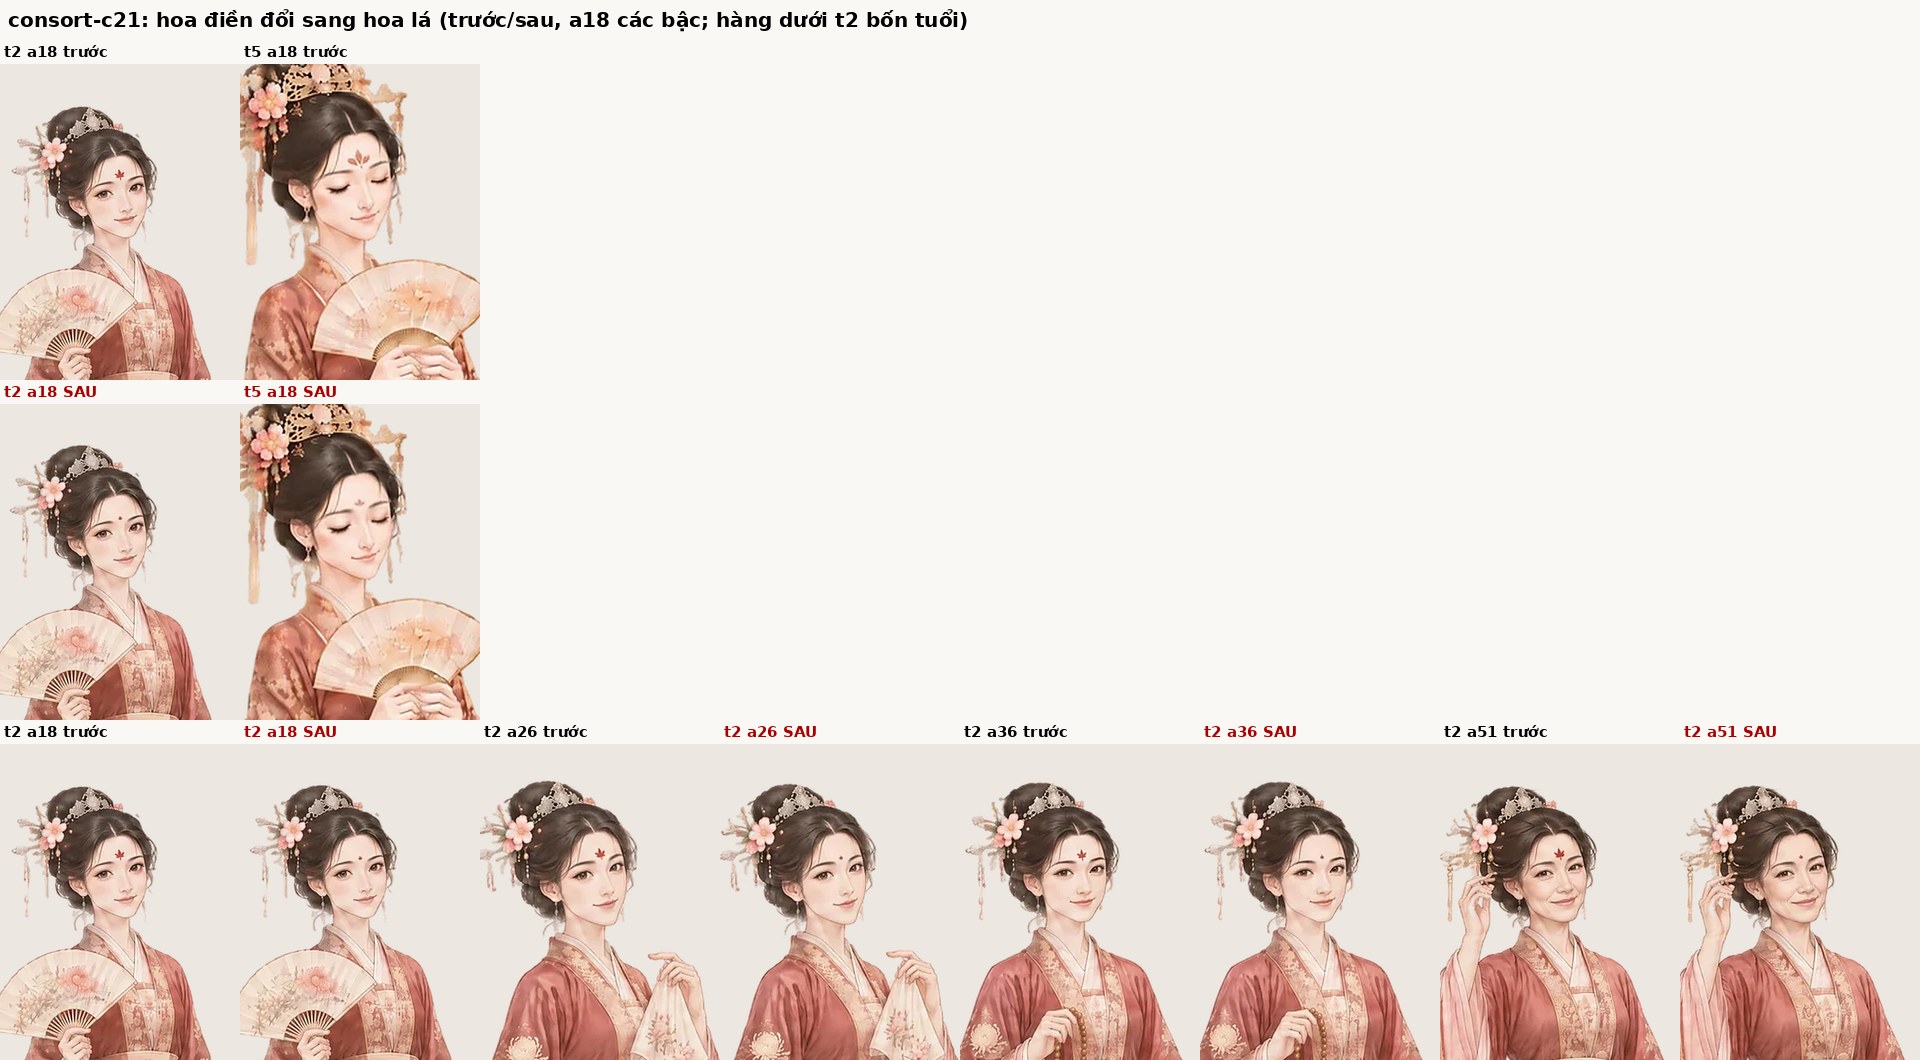 consort-c21: hoa điền đổi sang hoa lá (trước/sau, a18 các bậc; hàng dưới t2 bốn tuổi)
t2 a18 trước t5 a18 trước
t2 a18 SAU t5 a18 SAU
t2 a18 trước t2 a18 SAU t2 a26 trước t2 a26 SAU t2 a36 trước t2 a36 SAU t2 a51 trước t2 a51 SAU